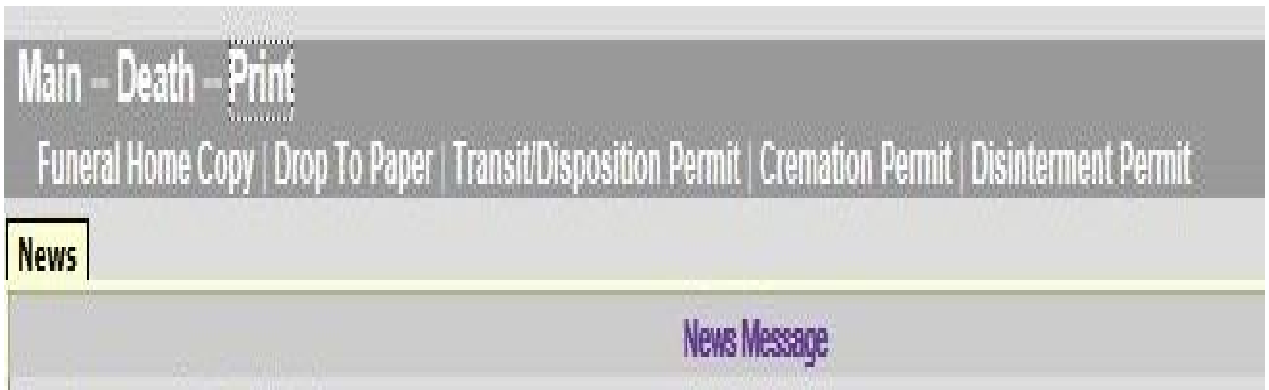 Main – Death – Print
Funeral Home Copy | Drop To Paper | Transit/Disposition Permit | Cremation Permit | Disinterment Permit
News
News Message